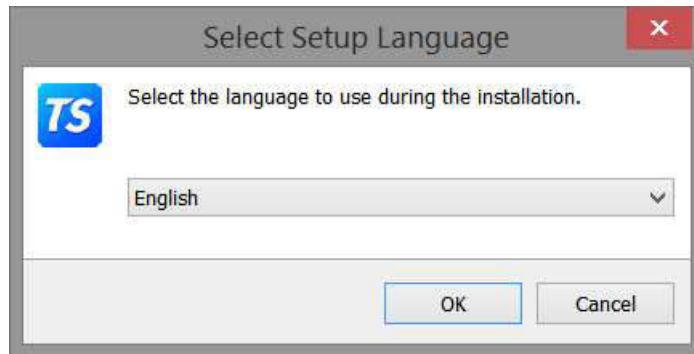 Select Setup Language
x
TS
Select the language to use during the installation.
English
OK
Cancel